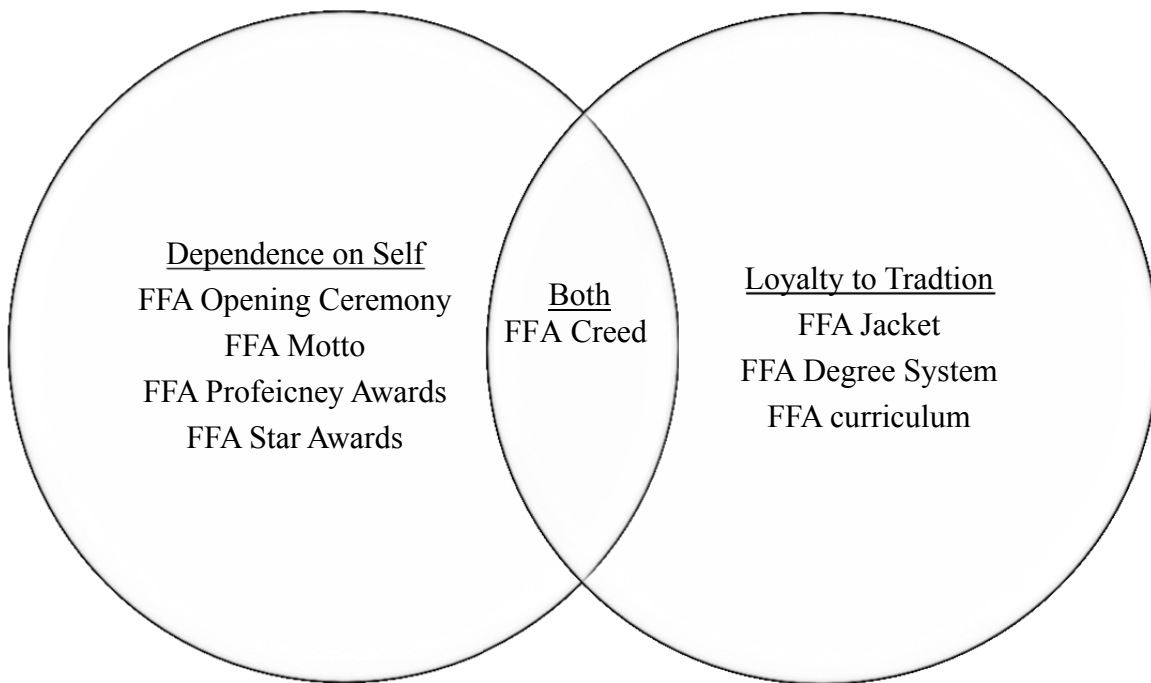 Dependence on Self
FFA Opening Ceremony
FFA Motto
FFA Profeicney Awards
FFA Star Awards
Both
FFA Creed
Loyalty to Tradtion
FFA Jacket
FFA Degree System
FFA curriculum